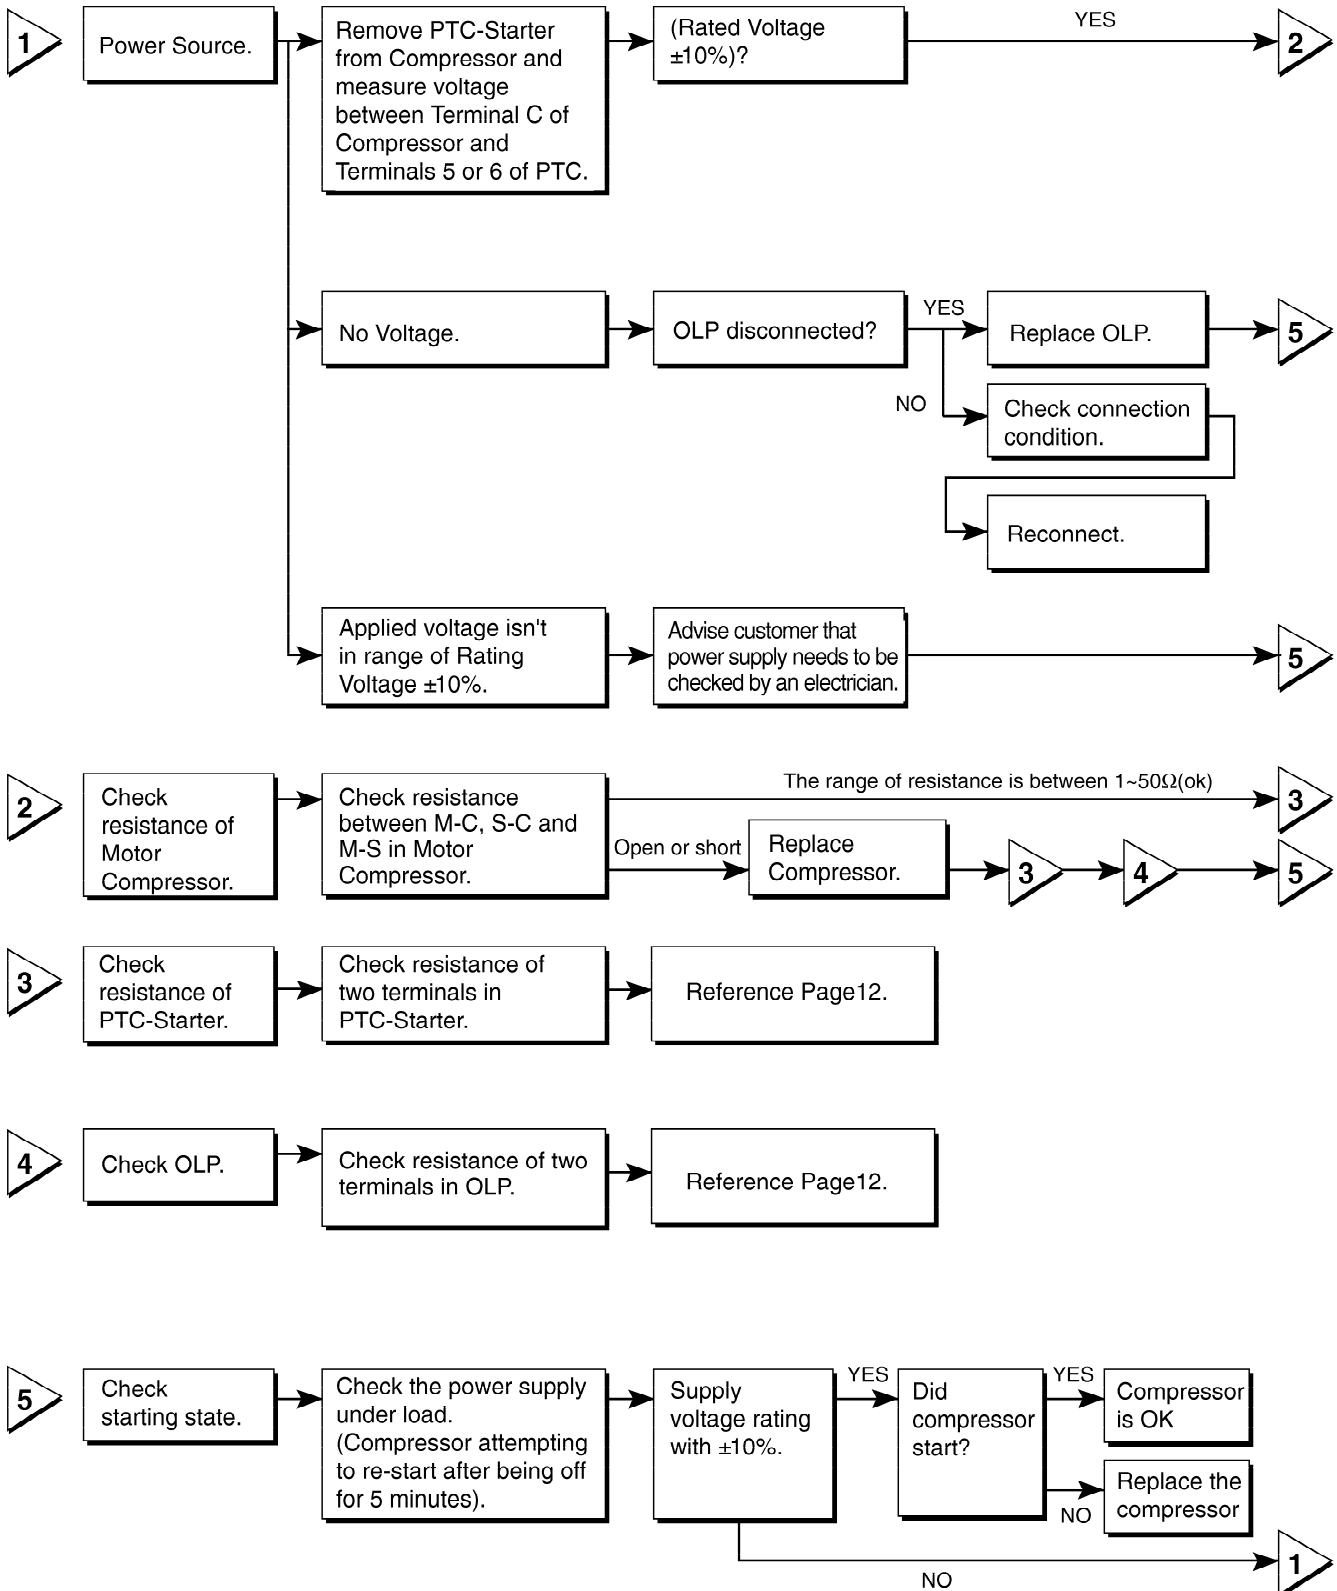 1
Power Source.
Remove PTC-Starter
from Compressor and
measure voltage
between Terminal C of
Compressor and
Terminals 5 or 6 of PTC.
(Rated Voltage
±10%)?
YES
2
No Voltage.
OLP disconnected?
YES
Replace OLP.
5
NO
Check connection
condition.
Reconnect.
Applied voltage isn't
in range of Rating
Voltage ±10%.
Advise customer that
power supply needs to be
checked by an electrician.
5
2
Check
resistance of
Motor
Compressor.
Check resistance
between M-C, S-C and
M-S in Motor
Compressor.
The range of resistance is between 1~50Ω(ok)
3
Open or short
Replace
Compressor.
3
4
5
3
Check
resistance of
PTC-Starter.
Check resistance of
two terminals in
PTC-Starter.
Reference Page12.
4
Check OLP.
Check resistance of two
terminals in OLP.
Reference Page12.
5
Check
starting state.
Check the power supply
under load.
(Compressor attempting
to re-start after being off
for 5 minutes).
Supply
voltage rating
with ±10%.
YES
Did
compressor
start?
YES
Compressor
is OK
NO
Replace the
compressor
NO
1